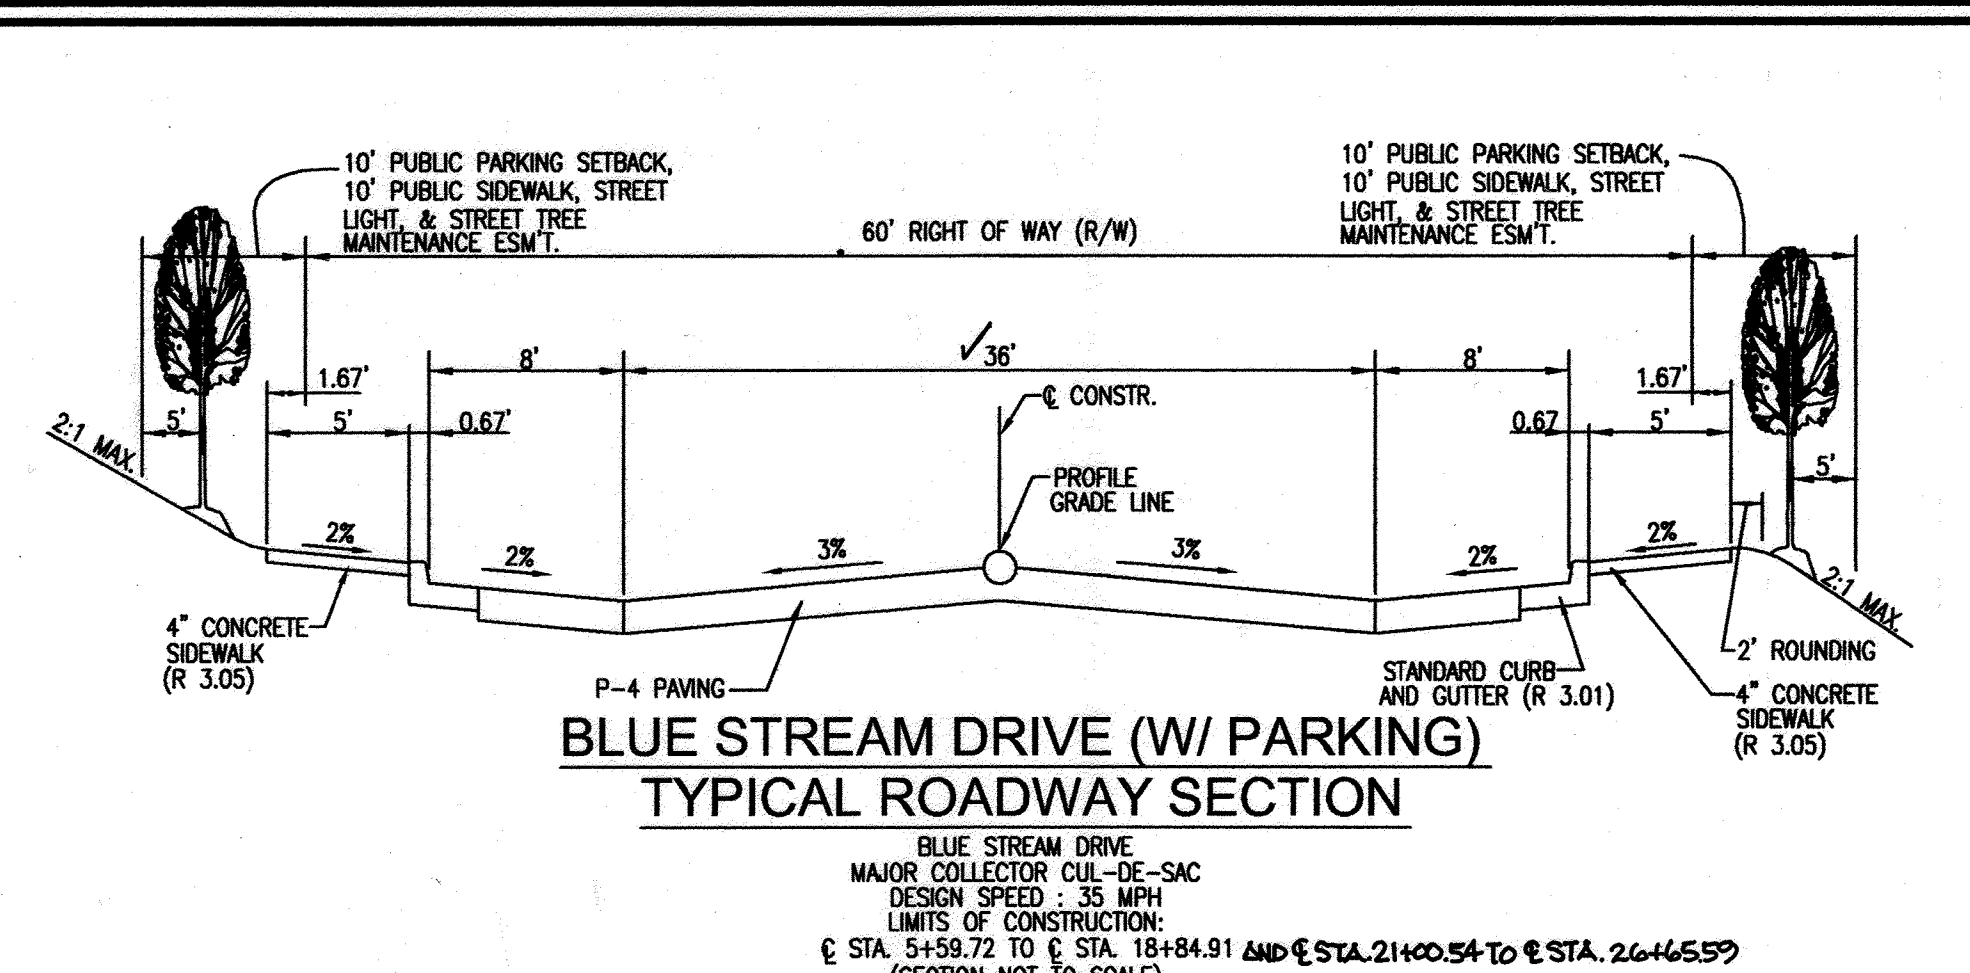 10' PUBLIC PARKING SETBACK,
10' PUBLIC SIDEWALK, STREET
LIGHT, & STREET TREE
MAINTENANCE ESM'T.
60' RIGHT OF WAY (R/W)
10' PUBLIC PARKING SETBACK,
10' PUBLIC SIDEWALK, STREET
LIGHT, & STREET TREE
MAINTENANCE ESM'T.
8'
36'
8'
1.67'
1.67'
℄ CONSTR.
5'
5'
0.67'
0.67
5'
5'
2:1 MAX.
PROFILE
GRADE LINE
2%
2%
3%
3%
2%
2%
2:1 MAX.
4" CONCRETE
SIDEWALK
(R 3.05)
P-4 PAVING
STANDARD CURB
AND GUTTER (R 3.01)
2' ROUNDING
4" CONCRETE
SIDEWALK
(R 3.05)
BLUE STREAM DRIVE (W/ PARKING)
TYPICAL ROADWAY SECTION
BLUE STREAM DRIVE
MAJOR COLLECTOR CUL-DE-SAC
DESIGN SPEED : 35 MPH
LIMITS OF CONSTRUCTION:
℄ STA. 5+59.72 TO ℄ STA. 18+84.91 AND ℄ STA. 21+00.54 TO ℄ STA. 26+65.59
(SECTION NOT TO SCALE)